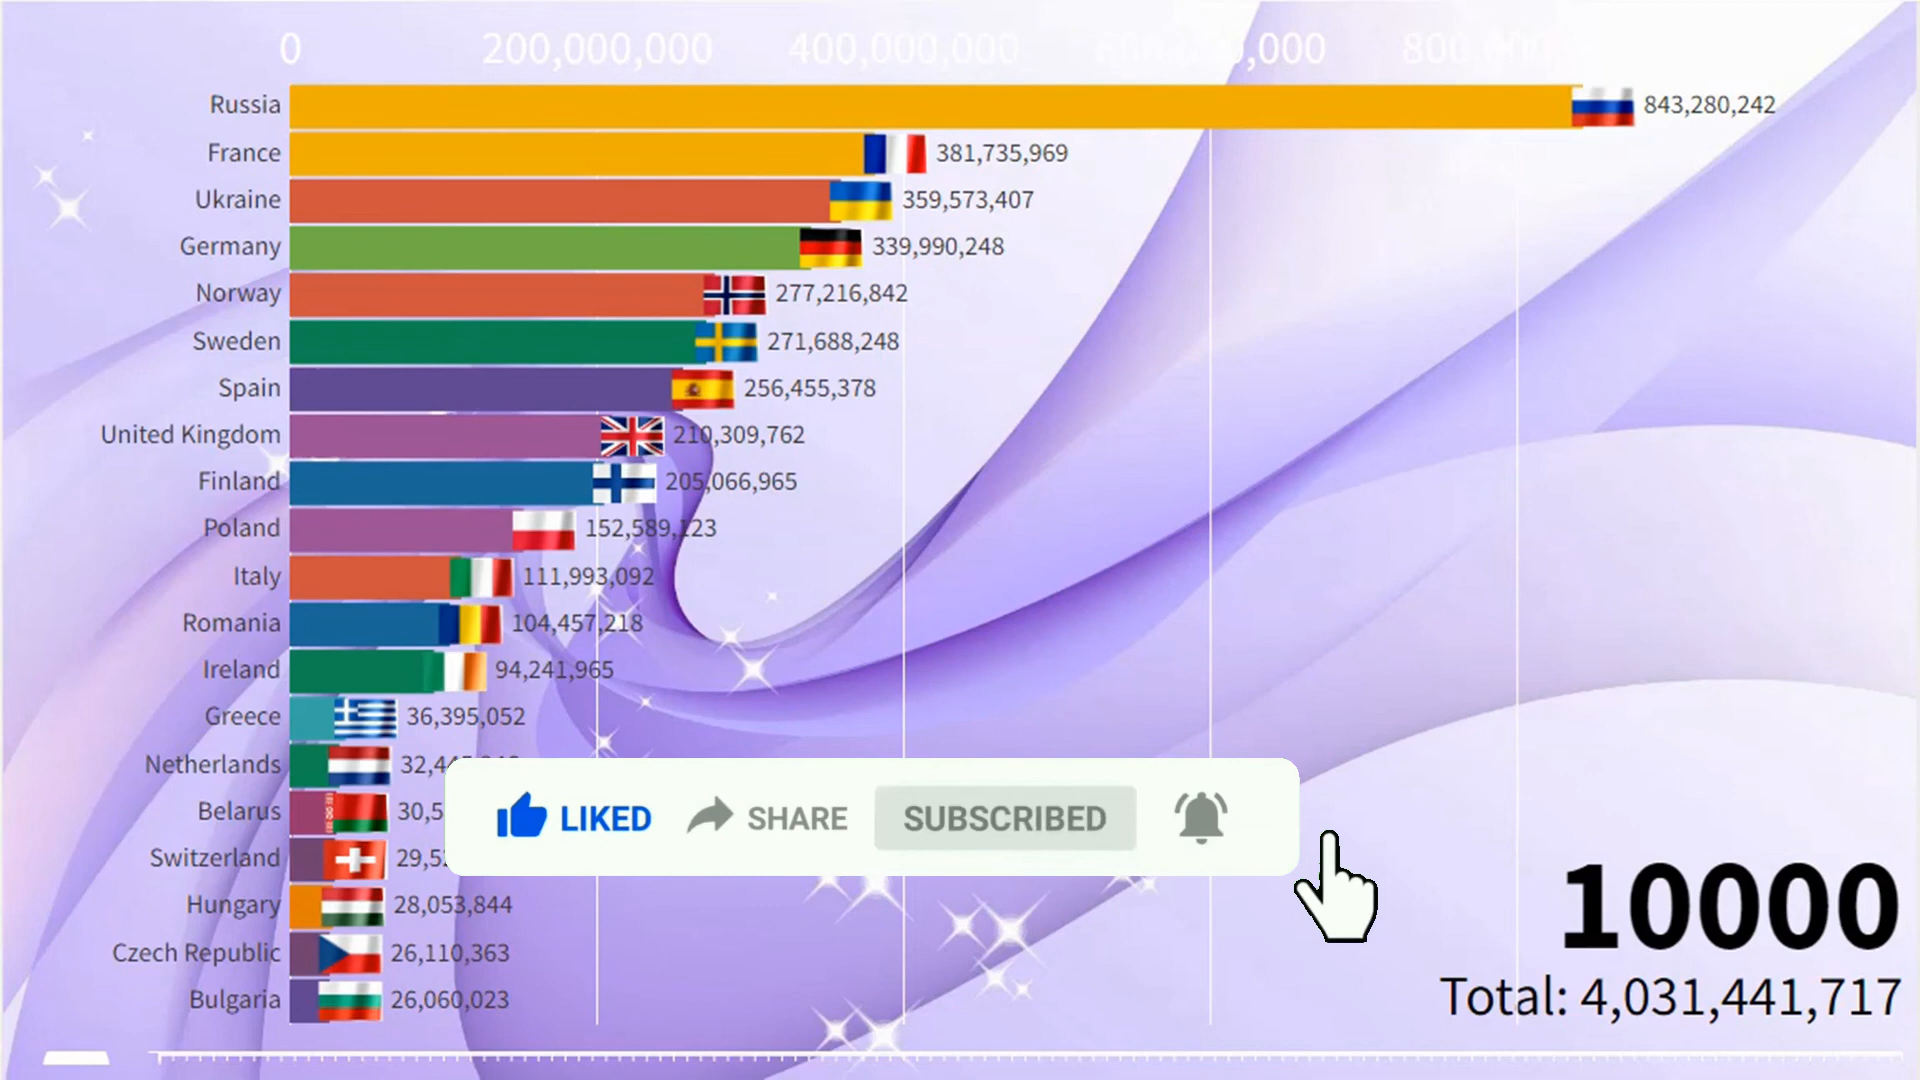 0 200,000,000 400,000,000
Russia 843,280,242
France 381,735,969
Ukraine 359,573,407
Germany 339,990,248
Norway 277,216,842
Sweden 271,688,248
Spain 256,455,378
United Kingdom 210,309,762
Finland 205,066,965
Poland 152,589,123
Italy 111,993,092
Romania 104,457,218
Ireland 94,241,965
Greece 36,395,052
Netherlands
Belarus
Switzerland
LIKED SHARE SUBSCRIBED
Hungary 28,053,844
Czech Republic 26,110,363
Bulgaria 26,060,023
10000
Total: 4,031,441,717